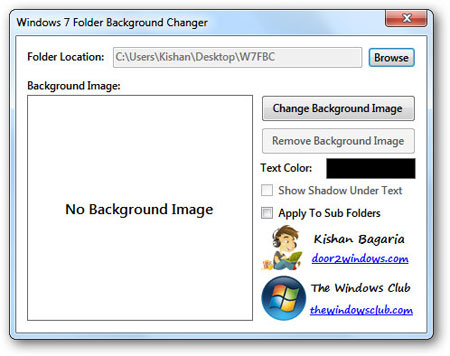 Windows 7 Folder Background Changer
Folder Location: C:\Users\Kishan\Desktop\W7FBC Browse
Background Image:
No Background Image
Change Background Image
Remove Background Image
Text Color:
Show Shadow Under Text
Apply To Sub Folders
Kishan Bagaria
door2windows.com
The Windows Club
thewindowsclub.com